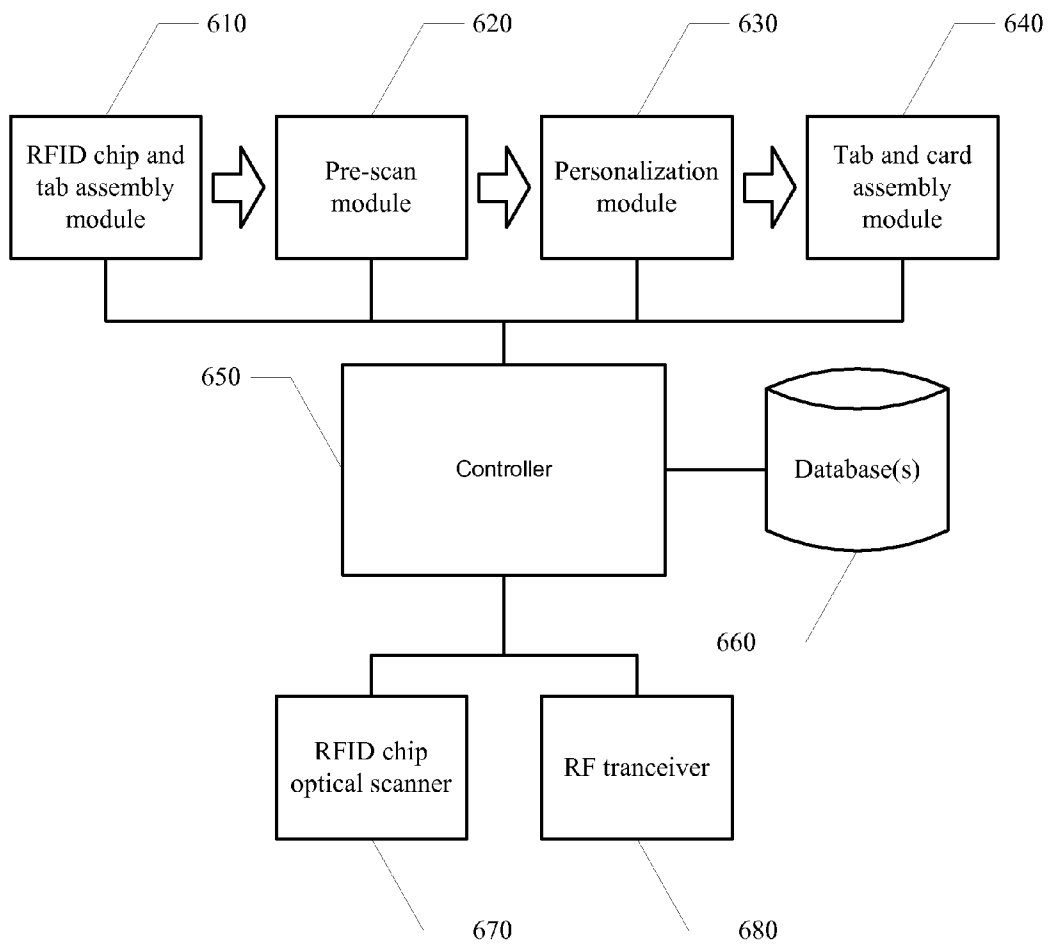 610
620
630
640
RFID chip and
tab assembly
module
Pre-scan
module
Personalization
module
Tab and card
assembly
module
650
Controller
Database(s)
660
RFID chip
optical scanner
RF tranceiver
670
680